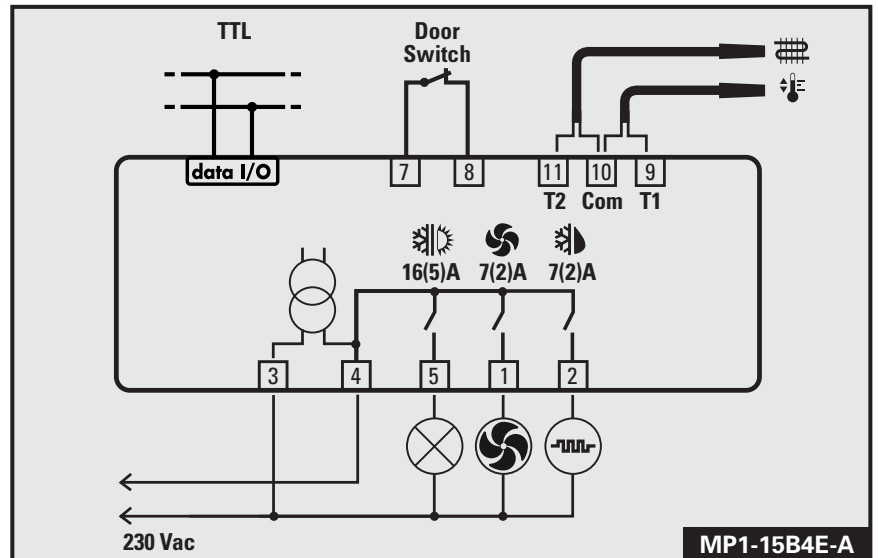 TTL
Door
Switch
data I/O
7 8 11 10 9
T2 Com T1
16(5)A 7(2)A 7(2)A
3 4 5 1 2
230 Vac
MP1-15B4E-A